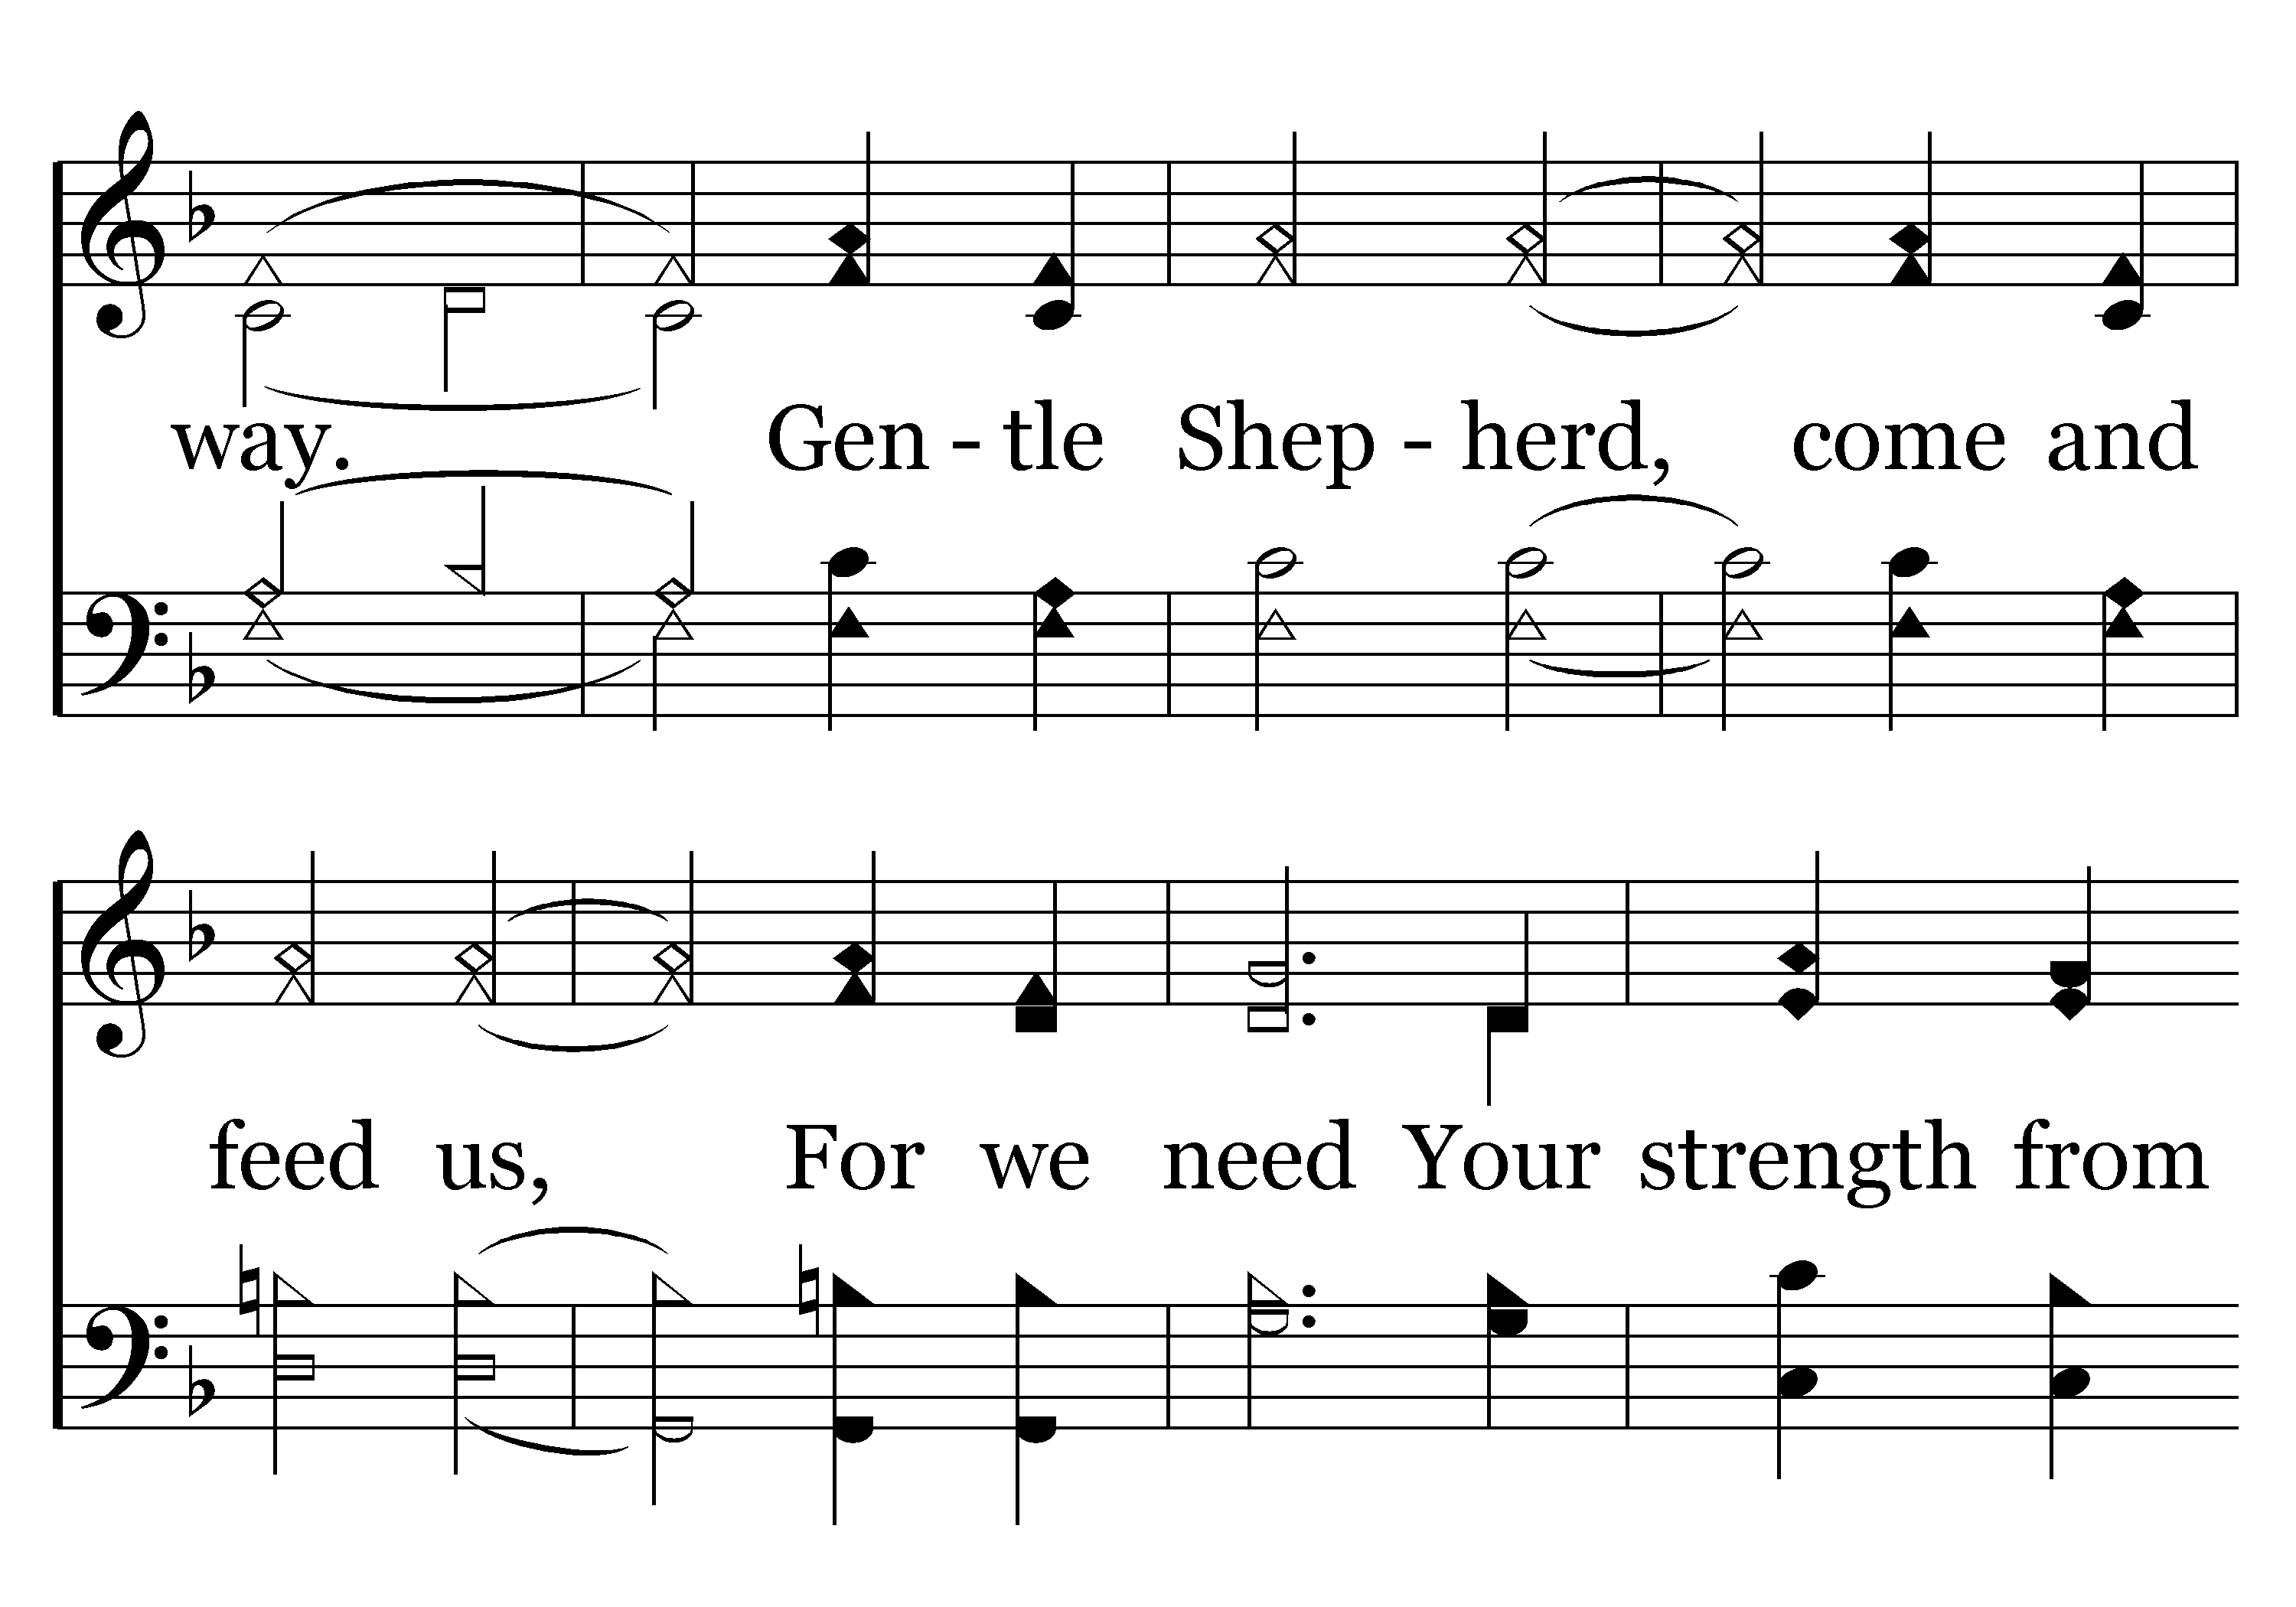 way. Gen - tle Shep - herd, come and
feed us, For we need Your strength from